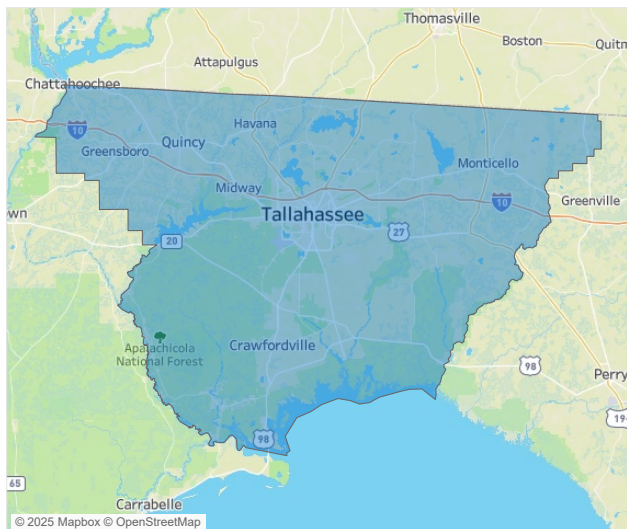 Thomasville
Boston
Quitm
Attapulgus
Chattahoochee
Havana
10
Quincy
Greensboro
Monticello
Midway
10
Greenville
wn
Tallahassee
27
20
Crawfordville
Apalachicola
National Forest
98
Perry
19
98
65
Carrabelle
© 2025 Mapbox © OpenStreetMap